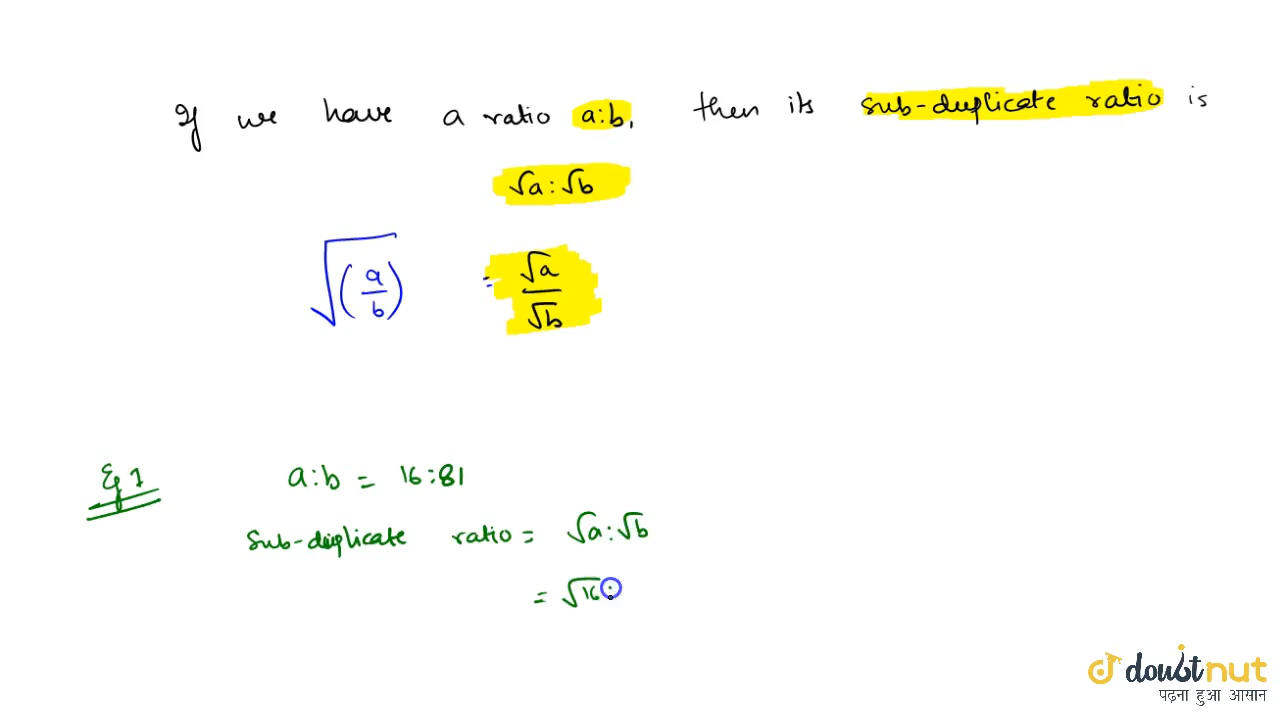 If we have a ratio a:b, then its sub-duplicate ratio is
√a : √b
√(a/b) = √a/√b
Eg 1 a:b = 16:81
Sub-duplicate ratio = √a : √b
= √16 :
doubtnut
पढ़ना हुआ आसान